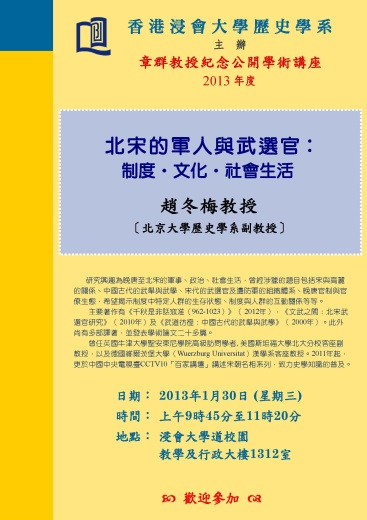 香港浸會大學歷史學系
主 辦
章群教授紀念公開學術講座
2013 年度
北宋的軍人與武選官：
制度・文化・社會生活
趙冬梅教授
〔北京大學歷史學系副教授〕
研究興趣為晚唐至北宋的軍事、政治、社會生活，曾經涉獵的題目包括宋與高麗
的關係、中國古代的武舉與武學、宋代的武選官及邊防軍的組織體系、晚唐官制與官
僚生態，希望揭示制度中特定人群的生存狀態、制度與人群的互動關係等等。
主要著作有《千秋是非話寇準（962-1023）》（2012年），《文武之間：北宋武
選官研究》（2010年）及《武道彷徨：中國古代的武舉與武學》（2000年）。此外
尚有多部譯著，並發表學術論文二十多篇。
曾任英國牛津大學聖安東尼學院高級訪問學者，美國斯坦福大學北大分校客座副
教授，以及德國維爾茨堡大學（Wuerzburg Universitat）漢學系客座教授。2011年起，
更於中國中央電視臺CCTV10「百家講壇」講述宋朝名相系列，致力史學知識的普及。
日期： 2013年1月30日 (星期三)
時間： 上午9時45分至11時20分
地點： 浸會大學道校園
教學及行政大樓1312室
歡迎參加